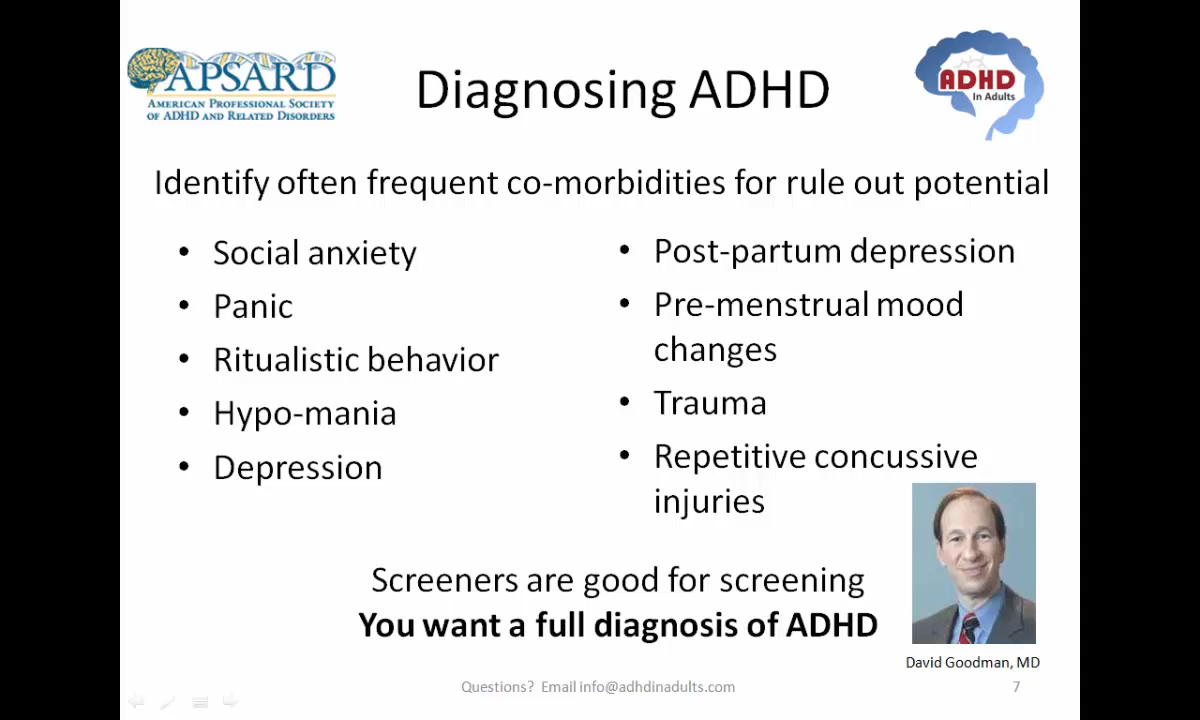 APSARD
AMERICAN PROFESSIONAL SOCIETY
OF ADHD AND RELATED DISORDERS
Diagnosing ADHD
ADHD
In Adults
Identify often frequent co-morbidities for rule out potential
• Social anxiety
• Panic
• Ritualistic behavior
• Hypo-mania
• Depression
• Post-partum depression
• Pre-menstrual mood
changes
• Trauma
• Repetitive concussive
injuries
Screeners are good for screening
You want a full diagnosis of ADHD
David Goodman, MD
Questions? Email info@adhdinadults.com
7